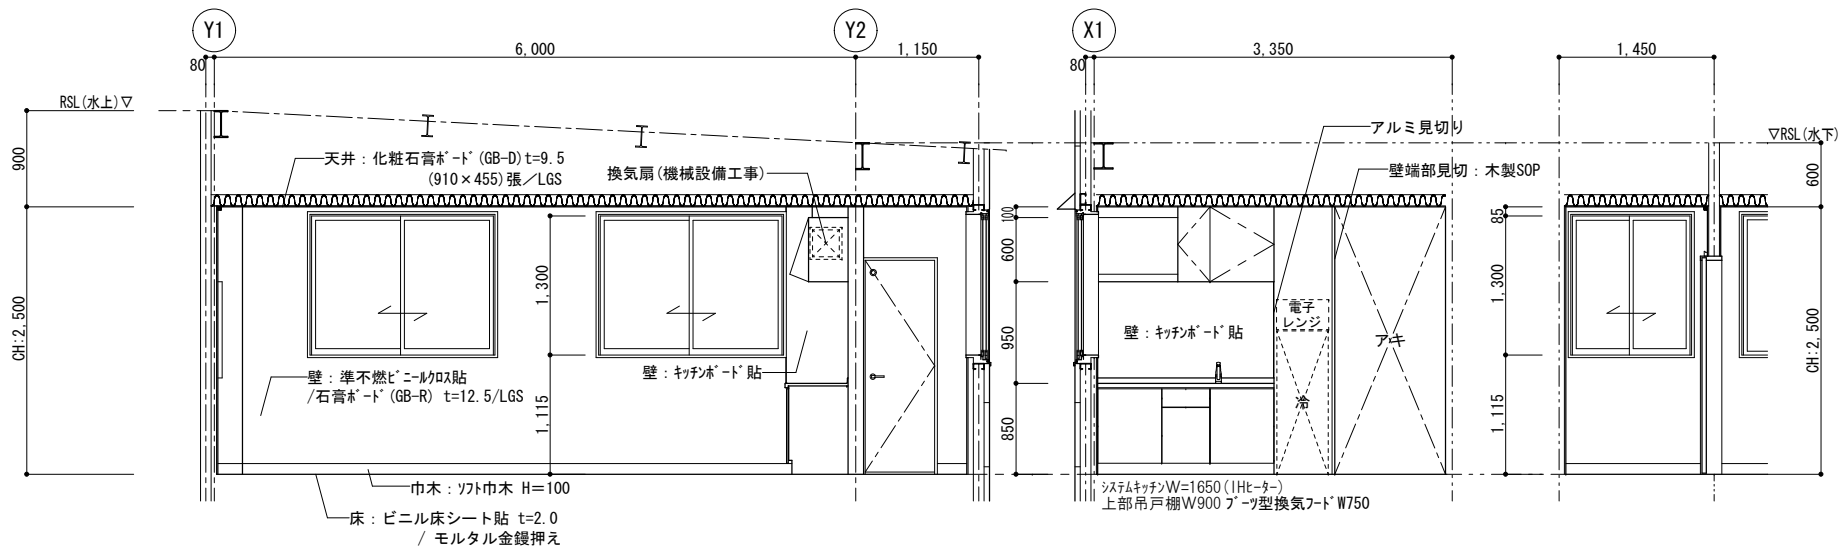 Y1
Y2
X1
80
6,000
1,150
80
3,350
1,450
RSL(水上)▽
▽RSL(水下)
900
CH:2,500
天井：化粧石膏ボード(GB-D)t=9.5
(910×455)張／LGS
換気扇(機械設備工事)
アルミ見切り
壁端部見切：木製SOP
1,300
1,115
壁：準不燃ビニールクロス貼
/石膏ボード(GB-R) t=12.5/LGS
壁：キッチンボード貼
巾木：ソフト巾木 H=100
床：ビニル床シート貼 t=2.0
/ モルタル金鏝押え
100
600
950
850
壁：キッチンボード貼
電子
レンジ
冷
アキ
システムキッチンW=1650(IHヒーター)
上部吊戸棚W900 ブーツ型換気フードW750
85
1,300
1,115
600
CH:2,500